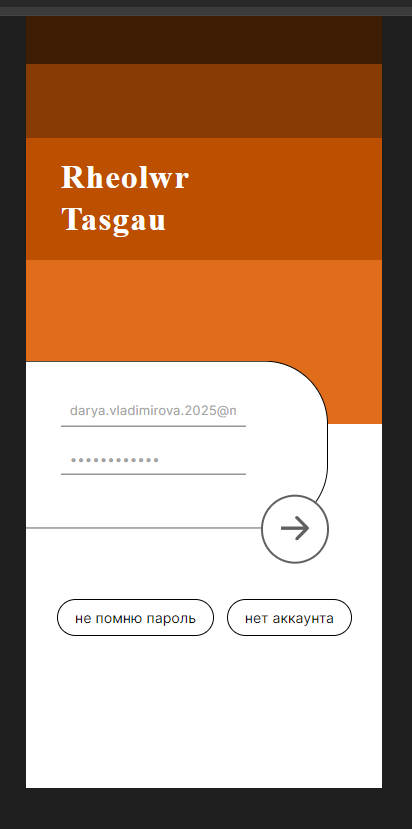 Rheolwr
Tasgau
darya.vladimirova.2025@п
••••••••••••
не помню пароль
нет аккаунта